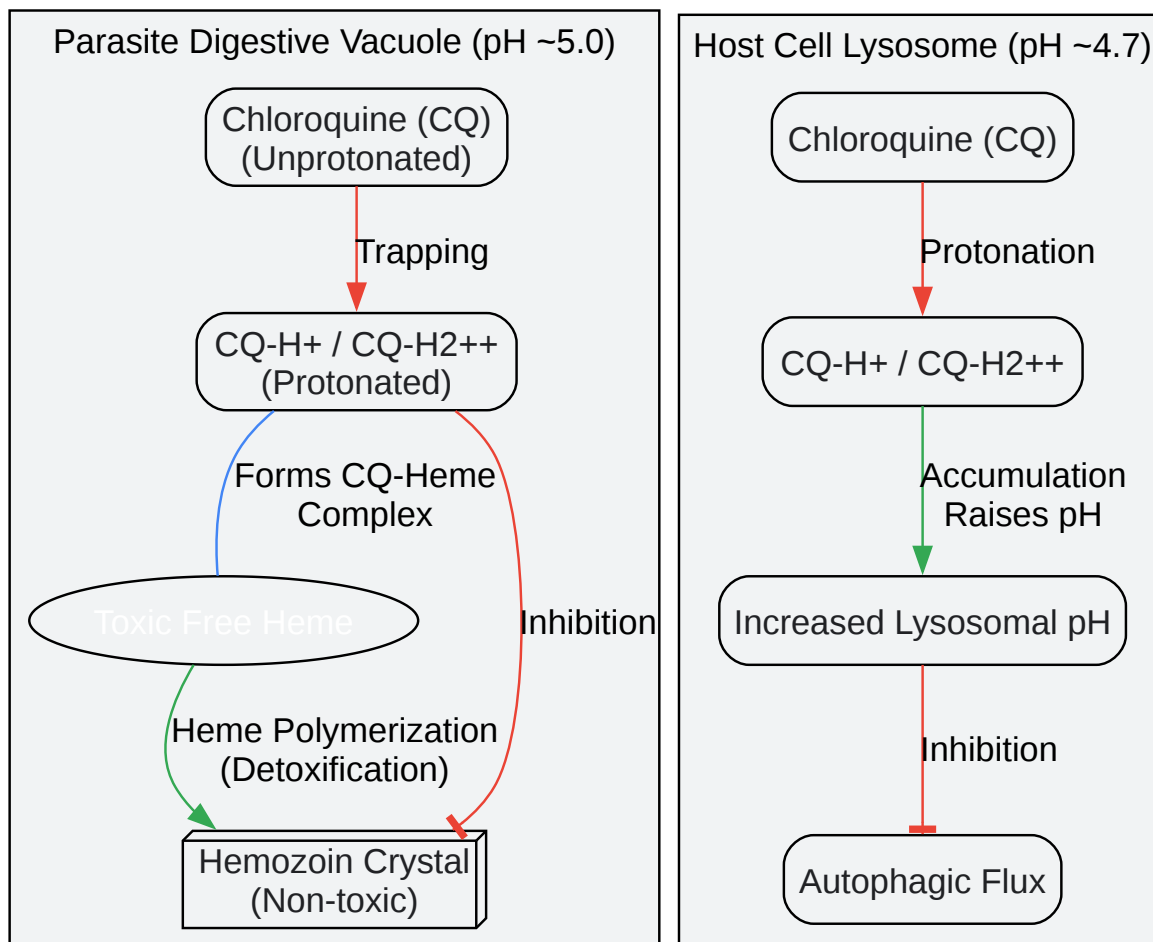 Parasite Digestive Vacuole (pH ~5.0)
Chloroquine (CQ)
(Unprotonated)
Trapping
CQ-H+ / CQ-H2++
(Protonated)
Forms CQ-Heme
Complex
Toxic Free Heme
Inhibition
Heme Polymerization
(Detoxification)
Hemozoin Crystal
(Non-toxic)
Host Cell Lysosome (pH ~4.7)
Chloroquine (CQ)
Protonation
CQ-H+ / CQ-H2++
Accumulation
Raises pH
Increased Lysosomal pH
Inhibition
Autophagic Flux